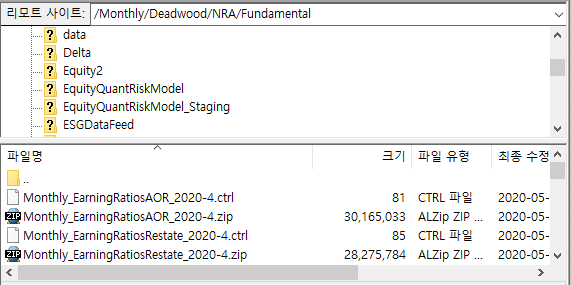 리모트 사이트: /Monthly/Deadwood/NRA/Fundamental
data
Delta
Equity2
EquityQuantRiskModel
EquityQuantRiskModel_Staging
ESGDataFeed
파일명 크기 파일 유형 최종 수정
..
Monthly_EarningRatiosAOR_2020-4.ctrl 81 CTRL 파일 2020-05-
Monthly_EarningRatiosAOR_2020-4.zip 30,165,033 ALZip ZIP ... 2020-05-
Monthly_EarningRatiosRestate_2020-4.ctrl 85 CTRL 파일 2020-05-
Monthly_EarningRatiosRestate_2020-4.zip 28,275,784 ALZip ZIP ... 2020-05-